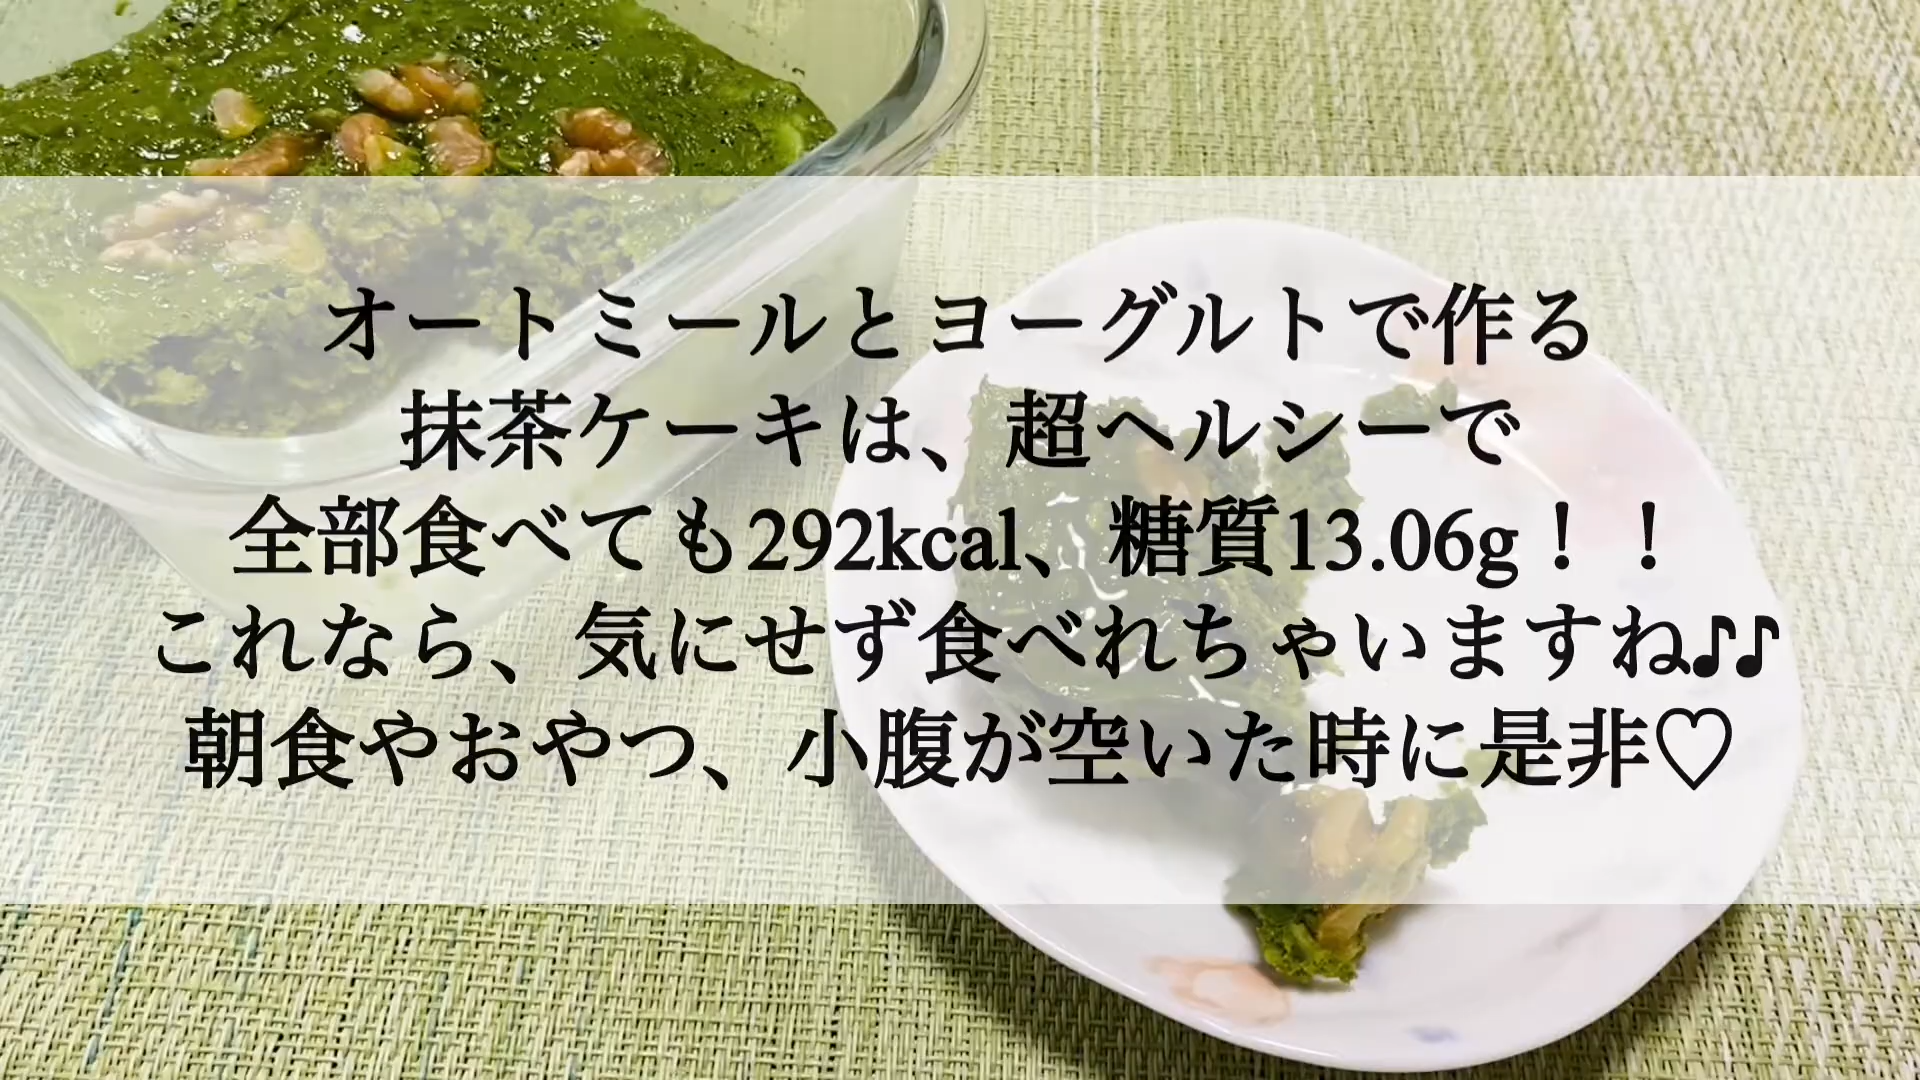 オートミールとヨーグルトで作る
抹茶ケーキは、超ヘルシーで
全部食べても292kcal、糖質13.06g！！
これなら、気にせず食べれちゃいますね♪♪
朝食やおやつ、小腹が空いた時に是非♡